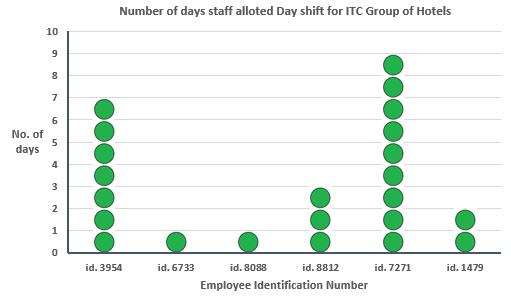 Number of days staff alloted Day shift for ITC Group of Hotels
10
9
8
7
6
5
4
3
2
1
0
No. of
days
id. 3954 id. 6733 id. 8088 id. 8812 id. 7271 id. 1479
Employee Identification Number